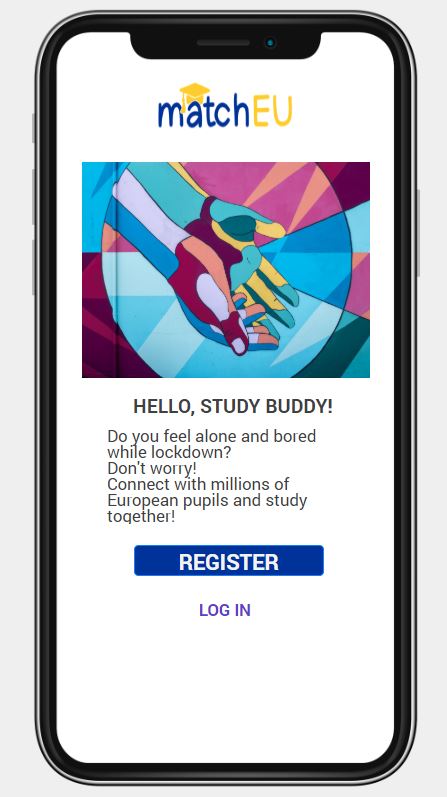 matchEU
HELLO, STUDY BUDDY!
Do you feel alone and bored
while lockdown?
Don't worry!
Connect with millions of
European pupils and study
together!
REGISTER
LOG IN